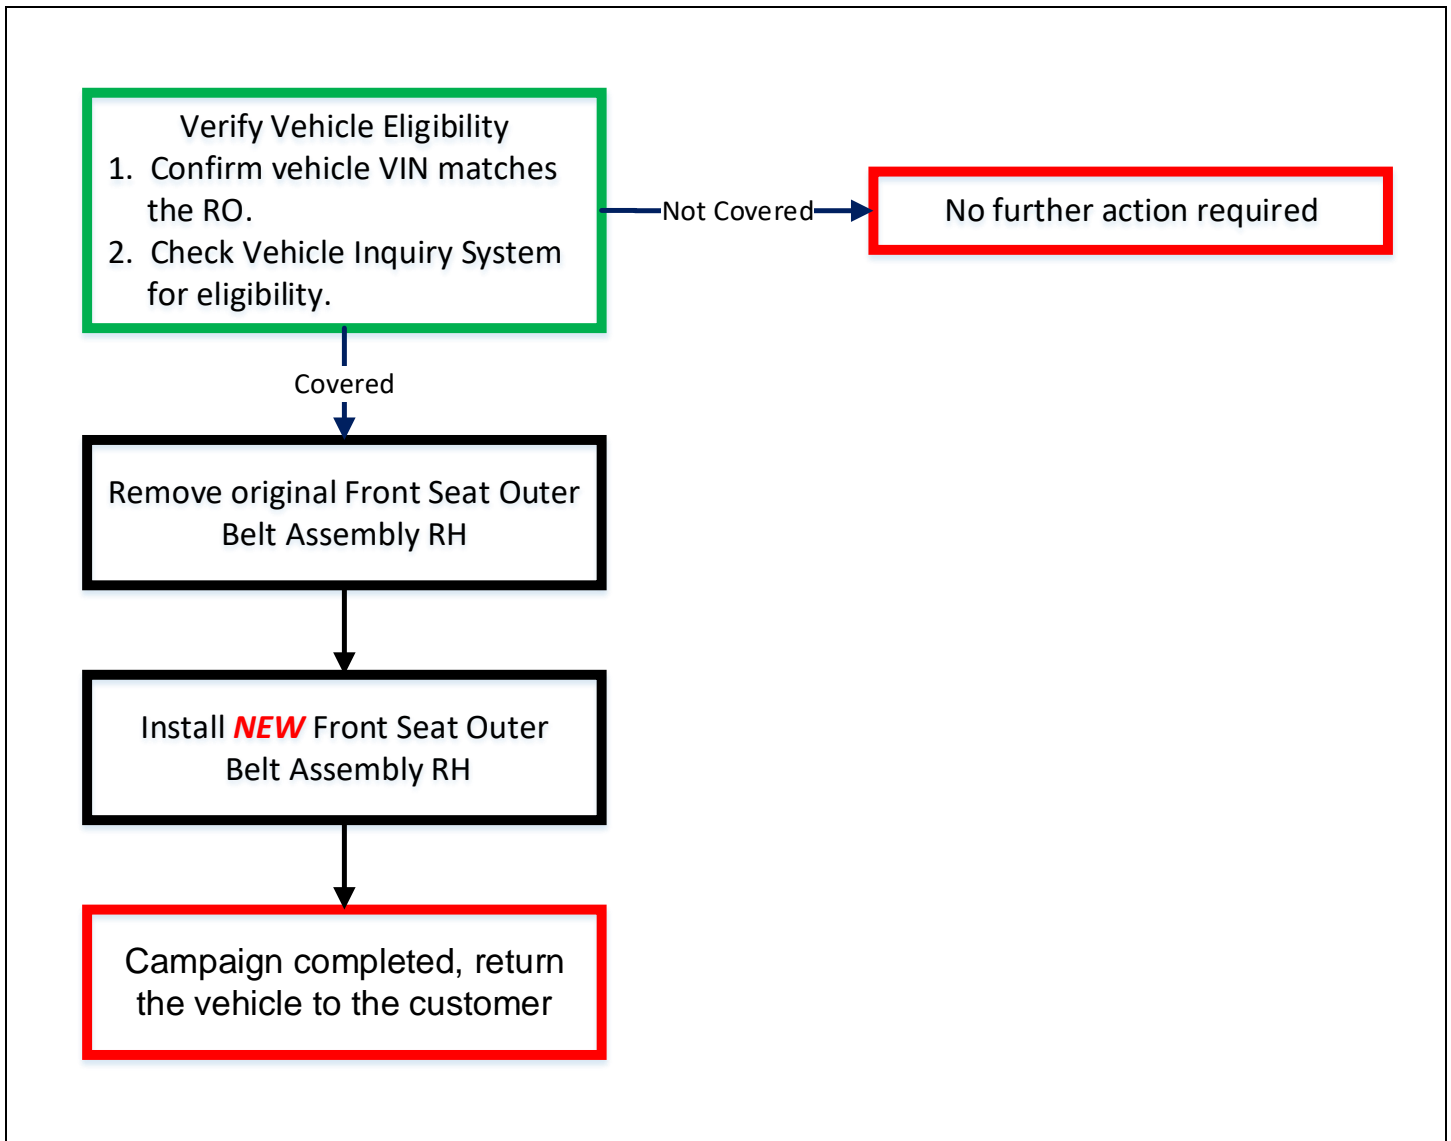 Verify Vehicle Eligibility
1. Confirm vehicle VIN matches
the RO.
2. Check Vehicle Inquiry System
for eligibility.
Not Covered
No further action required
Covered
Remove original Front Seat Outer
Belt Assembly RH
Install NEW Front Seat Outer
Belt Assembly RH
Campaign completed, return
the vehicle to the customer